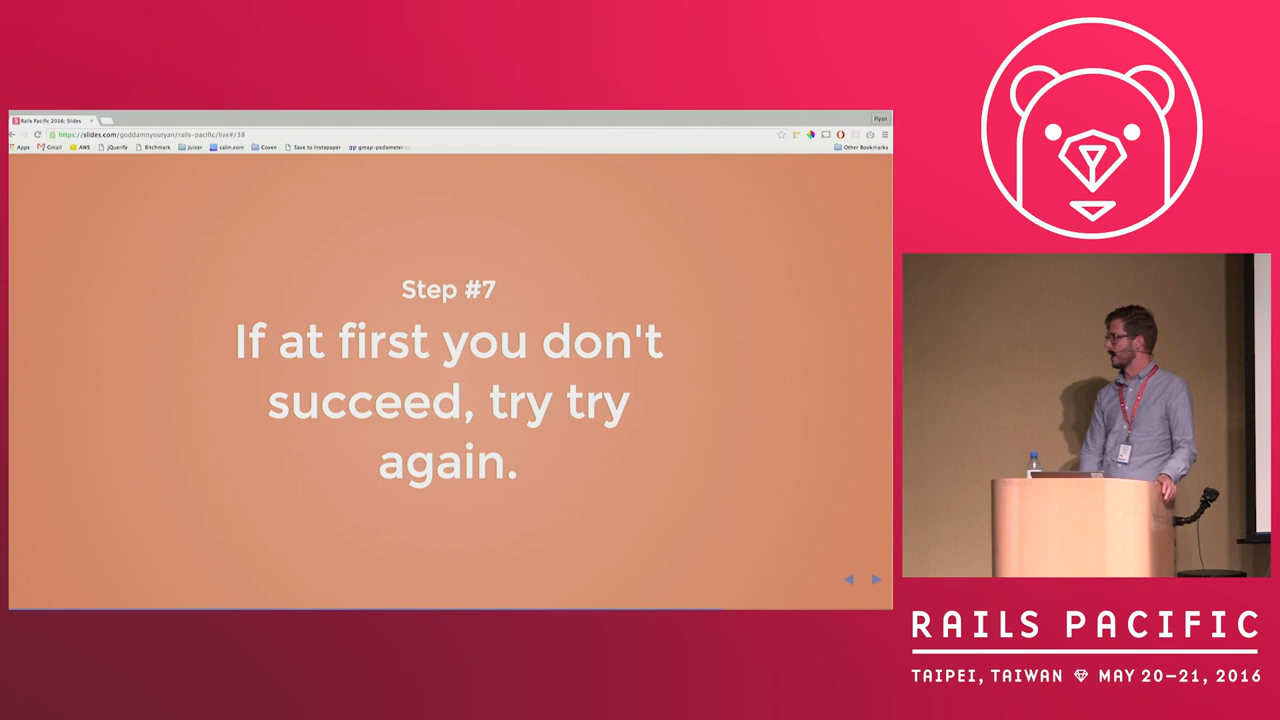 Rails Pacific 2016: Slides
Ryan
https://slides.com/goddamnyouryan/rails-pacific/live#/38
Apps Gmail AWS jQuerify Bitchmark Juicer calm.com Coven Save to Instapaper gmap-pedometer Other Bookmarks
Step #7
If at first you don't
succeed, try try
again.
RAILS PACIFIC
TAIPEI, TAIWAN MAY 20–21, 2016